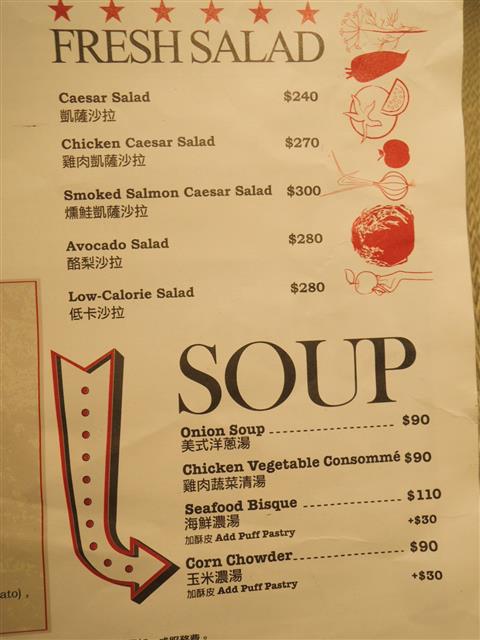 FRESH SALAD
Caesar Salad $240
凱薩沙拉
Chicken Caesar Salad $270
雞肉凱薩沙拉
Smoked Salmon Caesar Salad $300
燻鮭凱薩沙拉
Avocado Salad $280
酪梨沙拉
Low-Calorie Salad $280
低卡沙拉
SOUP
Onion Soup $90
美式洋蔥湯
Chicken Vegetable Consommé $90
雞肉蔬菜清湯
Seafood Bisque $110
海鮮濃湯
加酥皮 Add Puff Pastry +$30
Corn Chowder $90
玉米濃湯
加酥皮 Add Puff Pastry +$30
ato) ,